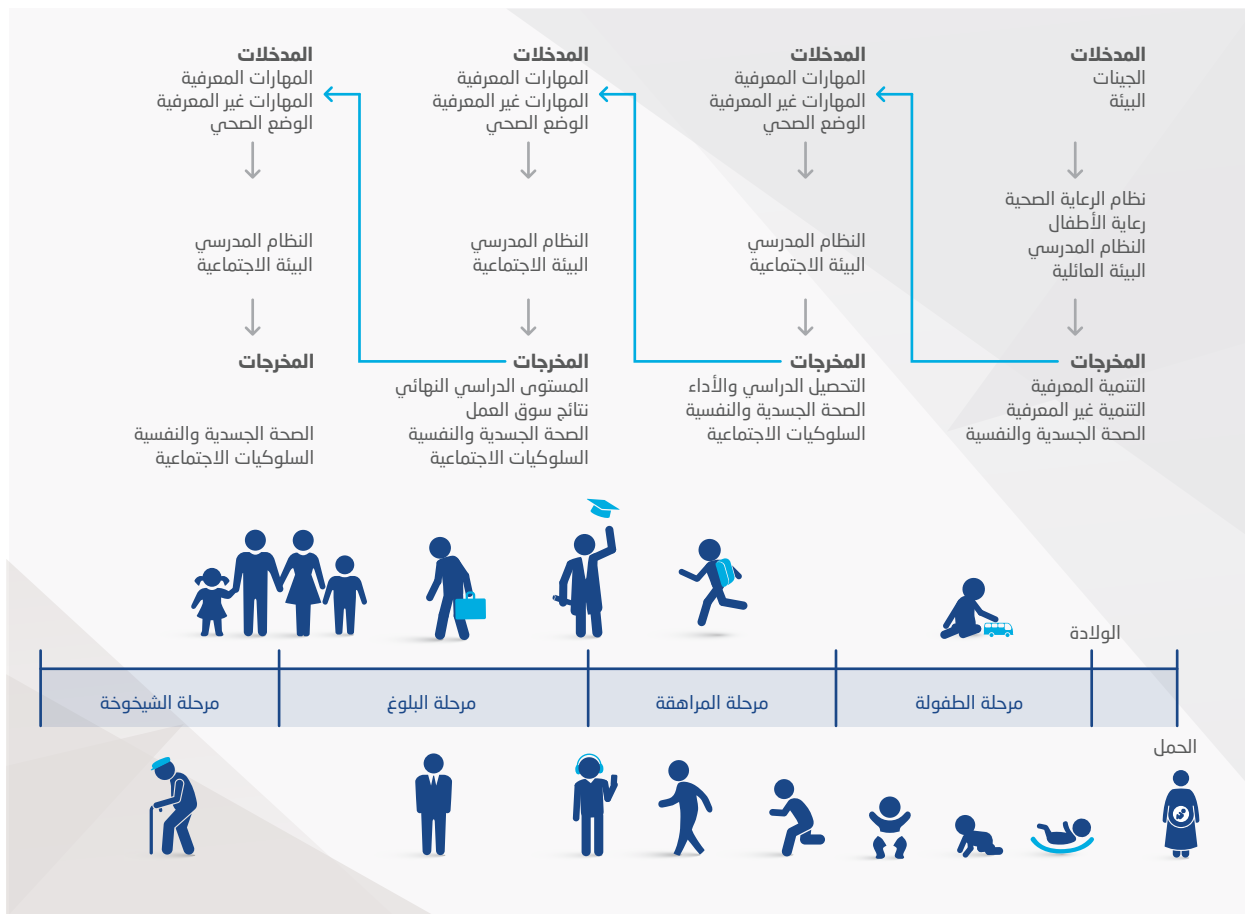 المدخلات
الجينات
البيئة
نظام الرعاية الصحية
رعاية الأطفال
النظام المدرسي
البيئة العائلية
المخرجات
التنمية المعرفية
التنمية غير المعرفية
الصحة الجسدية والنفسية
المدخلات
المهارات المعرفية
المهارات غير المعرفية
الوضع الصحي
النظام المدرسي
البيئة الاجتماعية
المخرجات
التحصيل الدراسي والأداء
الصحة الجسدية والنفسية
السلوكيات الاجتماعية
المدخلات
المهارات المعرفية
المهارات غير المعرفية
الوضع الصحي
النظام المدرسي
البيئة الاجتماعية
المخرجات
المستوى الدراسي النهائي
نتائج سوق العمل
الصحة الجسدية والنفسية
السلوكيات الاجتماعية
المدخلات
المهارات المعرفية
المهارات غير المعرفية
الوضع الصحي
النظام المدرسي
البيئة الاجتماعية
المخرجات
الصحة الجسدية والنفسية
السلوكيات الاجتماعية
الولادة
مرحلة الطفولة
مرحلة المراهقة
مرحلة البلوغ
مرحلة الشيخوخة
الحمل